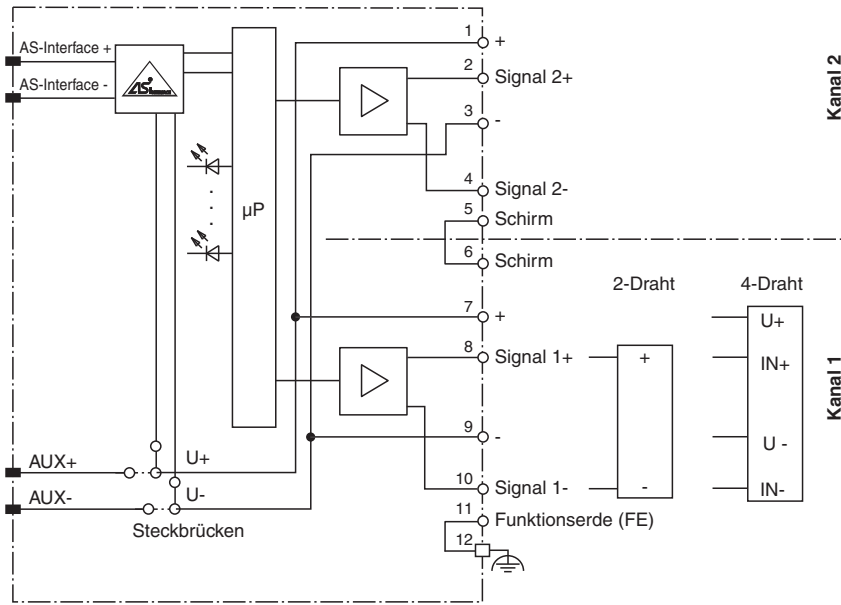 AS-Interface +
AS-Interface -
AS
INTERFACE
µP
1
+
2
Signal 2+
3
-
4
Signal 2-
5
Schirm
Kanal 2
6
Schirm
7
+
8
Signal 1+
9
-
10
Signal 1-
11
Funktionserde (FE)
12
2-Draht
+
-
4-Draht
U+
IN+
U -
IN-
Kanal 1
AUX+
U+
AUX-
U-
Steckbrücken